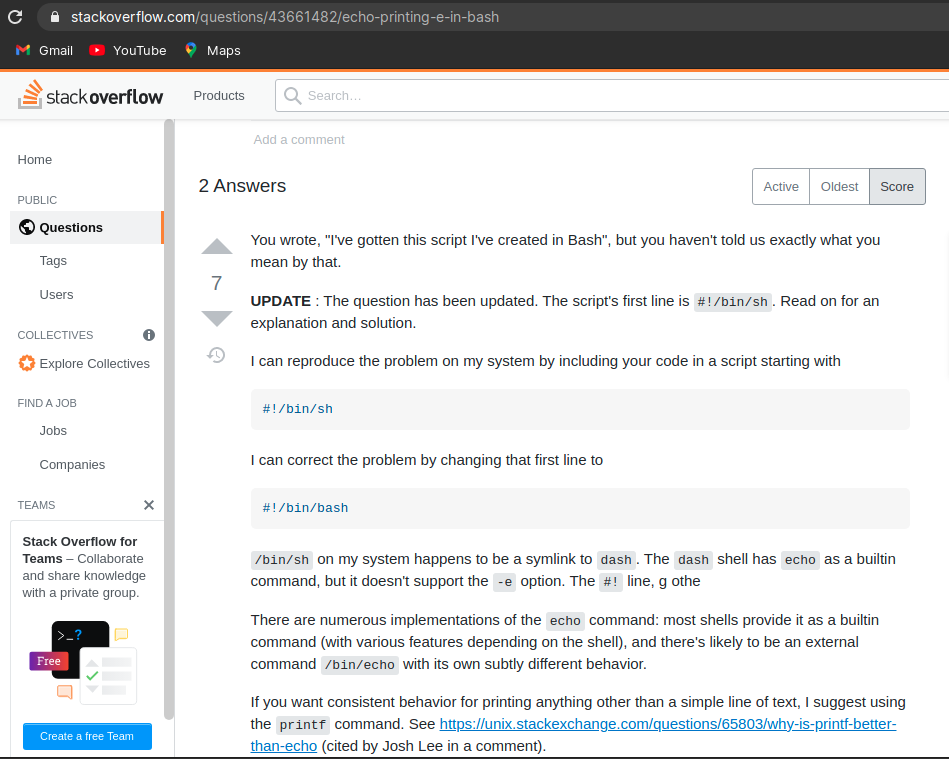 stackoverflow.com/questions/43661482/echo-printing-e-in-bash
Gmail YouTube Maps
stackoverflow Products Search…
Add a comment
Home
PUBLIC
Questions
Tags
Users
COLLECTIVES
Explore Collectives
FIND A JOB
Jobs
Companies
TEAMS
Stack Overflow for
Teams – Collaborate
and share knowledge
with a private group.
>_?
Free
Create a free Team
2 Answers
Active Oldest Score
7
You wrote, "I've gotten this script I've created in Bash", but you haven't told us exactly what you
mean by that.
UPDATE : The question has been updated. The script's first line is #!/bin/sh. Read on for an
explanation and solution.
I can reproduce the problem on my system by including your code in a script starting with
#!/bin/sh
I can correct the problem by changing that first line to
#!/bin/bash
/bin/sh on my system happens to be a symlink to dash. The dash shell has echo as a builtin
command, but it doesn't support the -e option. The #! line, g othe
There are numerous implementations of the echo command: most shells provide it as a builtin
command (with various features depending on the shell), and there's likely to be an external
command /bin/echo with its own subtly different behavior.
If you want consistent behavior for printing anything other than a simple line of text, I suggest using
the printf command. See https://unix.stackexchange.com/questions/65803/why-is-printf-better-
than-echo (cited by Josh Lee in a comment).